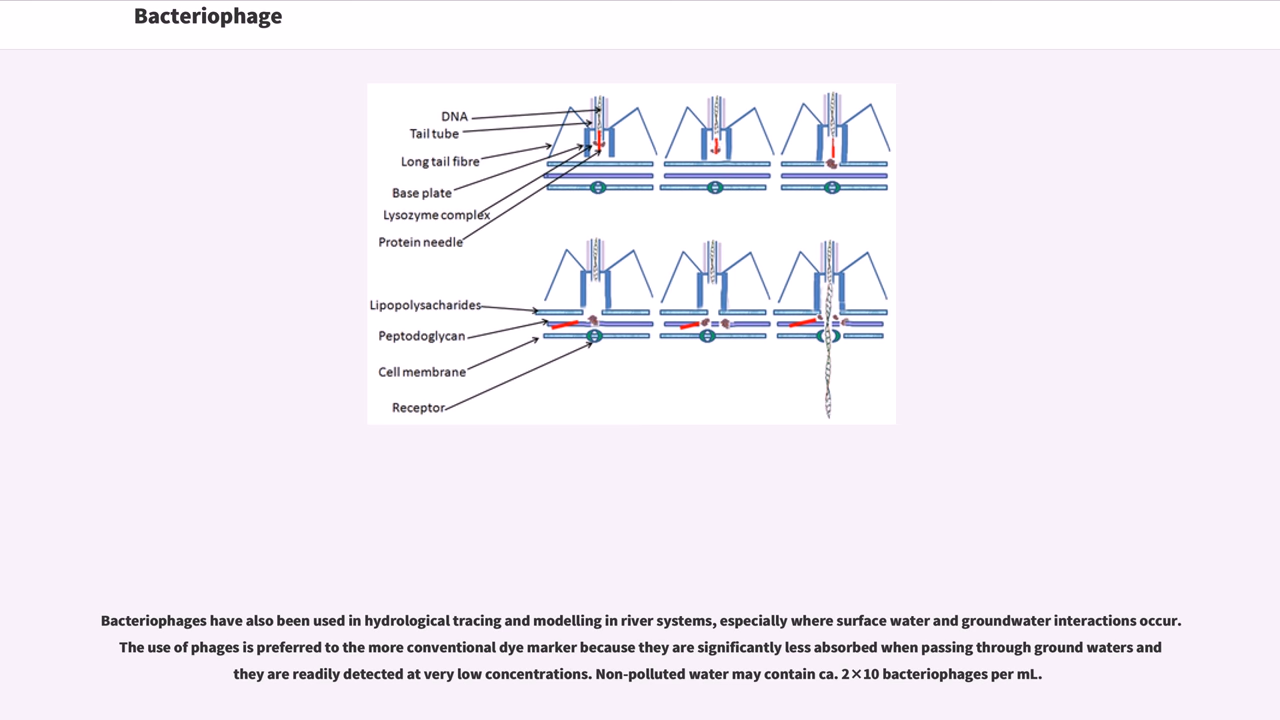 Bacteriophage
DNA
Tail tube
Long tail fibre
Base plate
Lysozyme complex
Protein needle
Lipopolysacharides
Peptodoglycan
Cell membrane
Receptor
Bacteriophages have also been used in hydrological tracing and modelling in river systems, especially where surface water and groundwater interactions occur.
The use of phages is preferred to the more conventional dye marker because they are significantly less absorbed when passing through ground waters and
they are readily detected at very low concentrations. Non-polluted water may contain ca. 2×10 bacteriophages per mL.